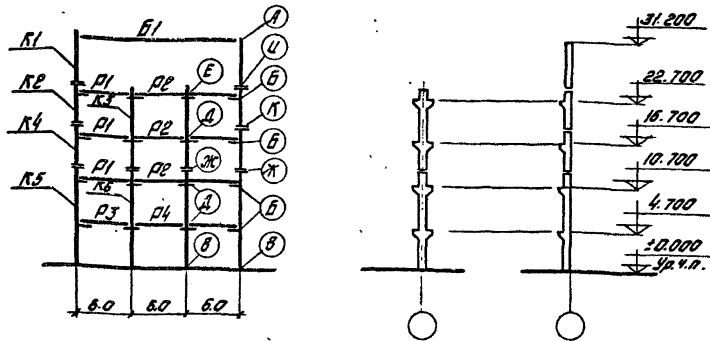 Б1
А
К1
И
Р1
Р2
Е
К2
К3
Б
К
Р1
Р2
Д
К4
Б
Р1
Р2
Ж
Ж
К5
К6
Д
Б
Р3
Р4
В
В
6.0
6.0
6.0
31.200
22.700
16.700
10.700
4.700
±0.000
Ур.ч.п.